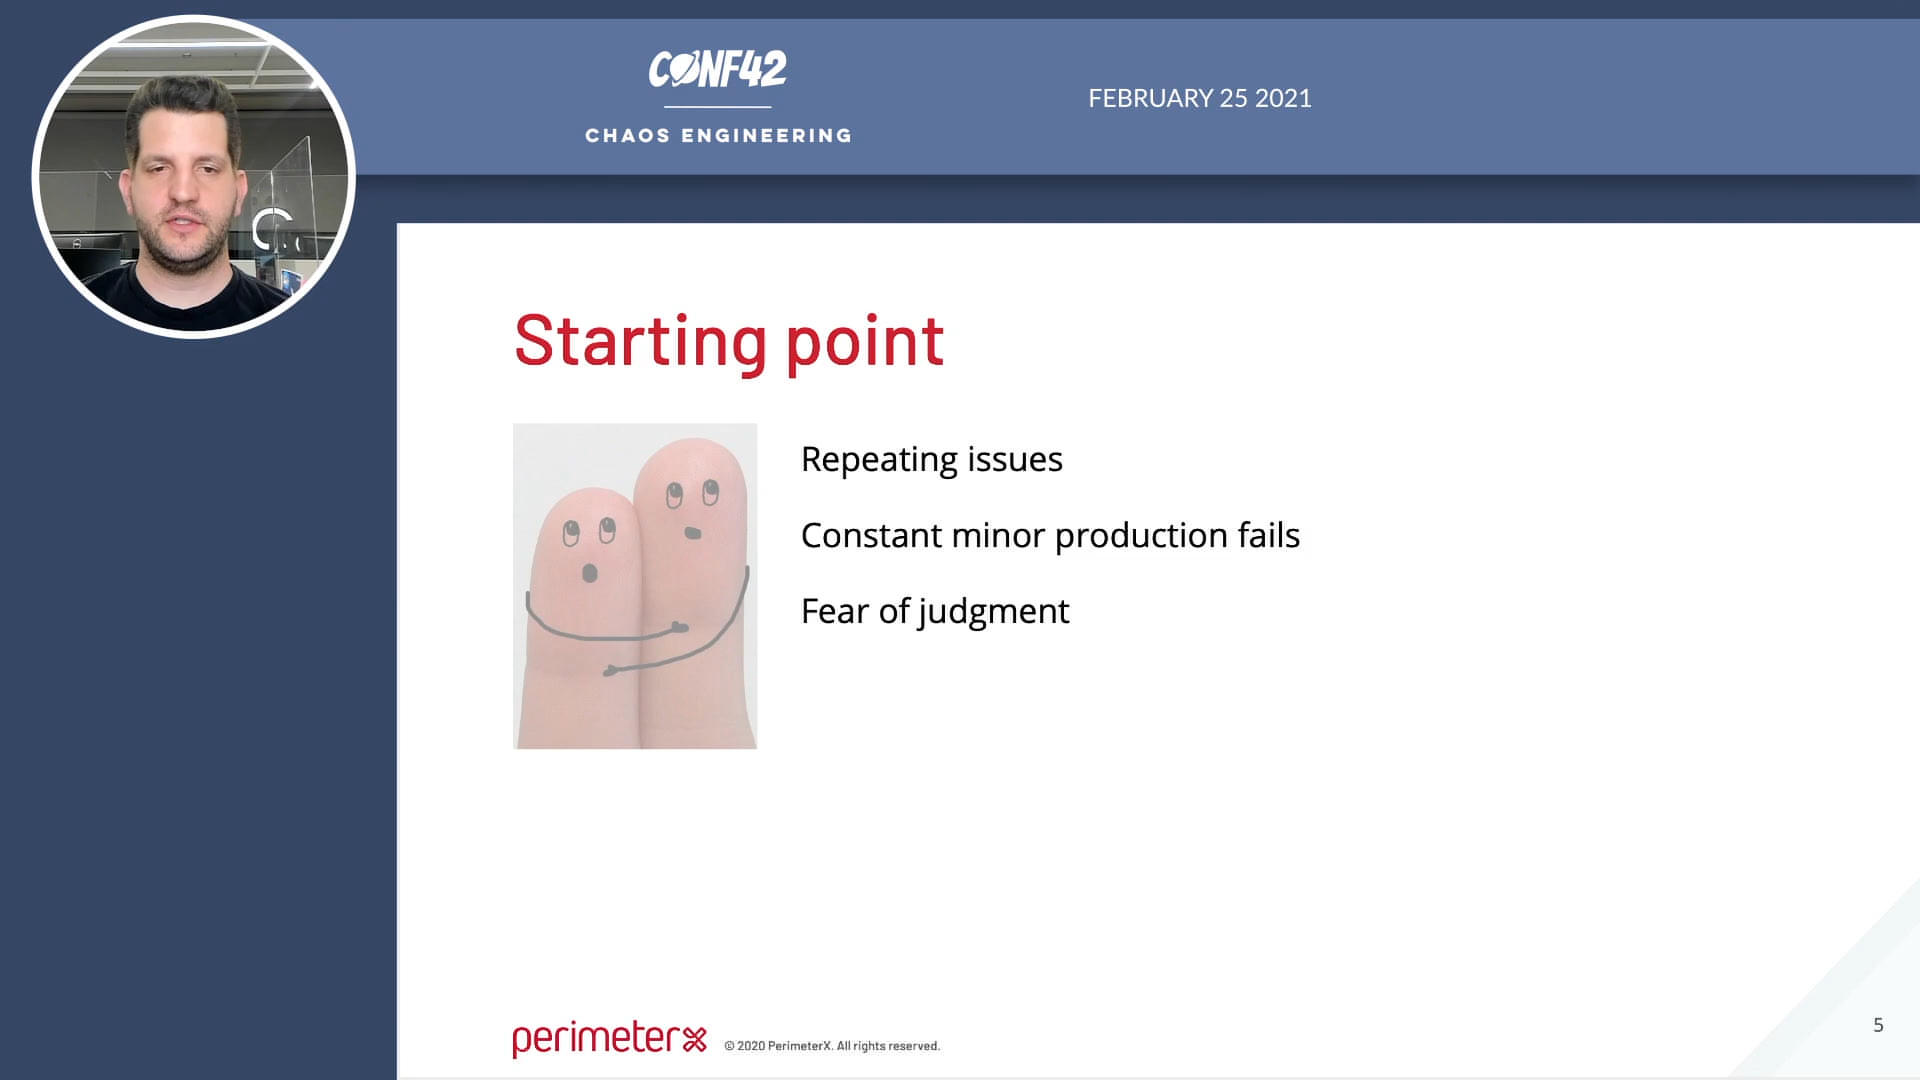 CONF42
CHAOS ENGINEERING
FEBRUARY 25 2021
Starting point
Repeating issues
Constant minor production fails
Fear of judgment
perimeterx
© 2020 PerimeterX. All rights reserved.
5